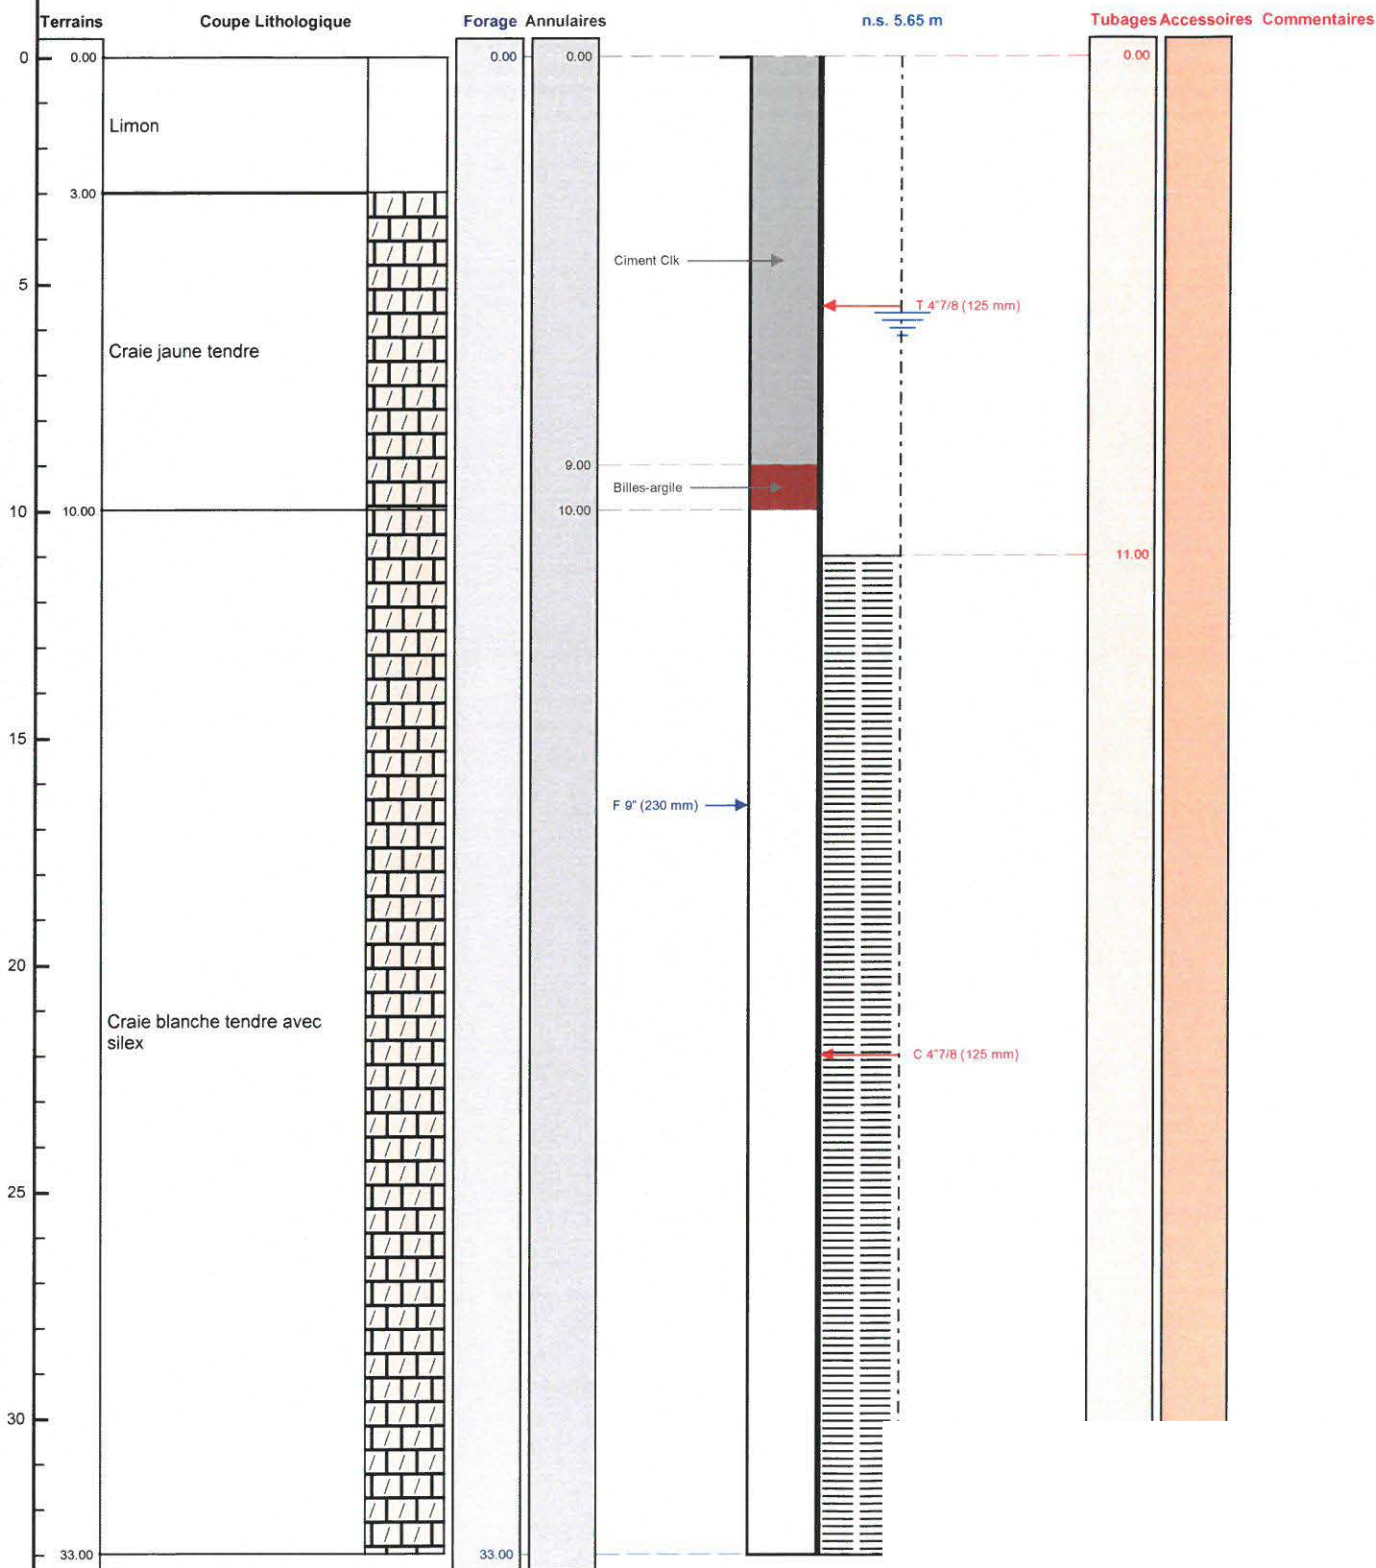 Terrains Coupe Lithologique Forage Annulaires n.s. 5.65 m Tubages Accessoires Commentaires
0 0.00 0.00 0.00 0.00
Limon
3.00
Ciment Clk
5
T 4"7/8 (125 mm)
Craie jaune tendre
9.00
Billes-argile
10 10.00 10.00
11.00
15
F 9" (230 mm)
20
Craie blanche tendre avec
silex
C 4"7/8 (125 mm)
25
30
33.00 33.00